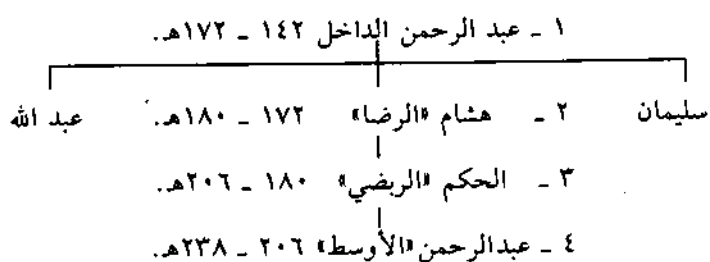 ١ ـ عبد الرحمن الداخل ١٤٢ ـ ١٧٢هـ.
سليمان ٢ ـ هشام «الرضا» ١٧٢ ـ ١٨٠هـ. عبد الله
٣ ـ الحكم «الربضي» ١٨٠ ـ ٢٠٦هـ.
٤ ـ عبدالرحمن «الأوسط» ٢٠٦ ـ ٢٣٨هـ.